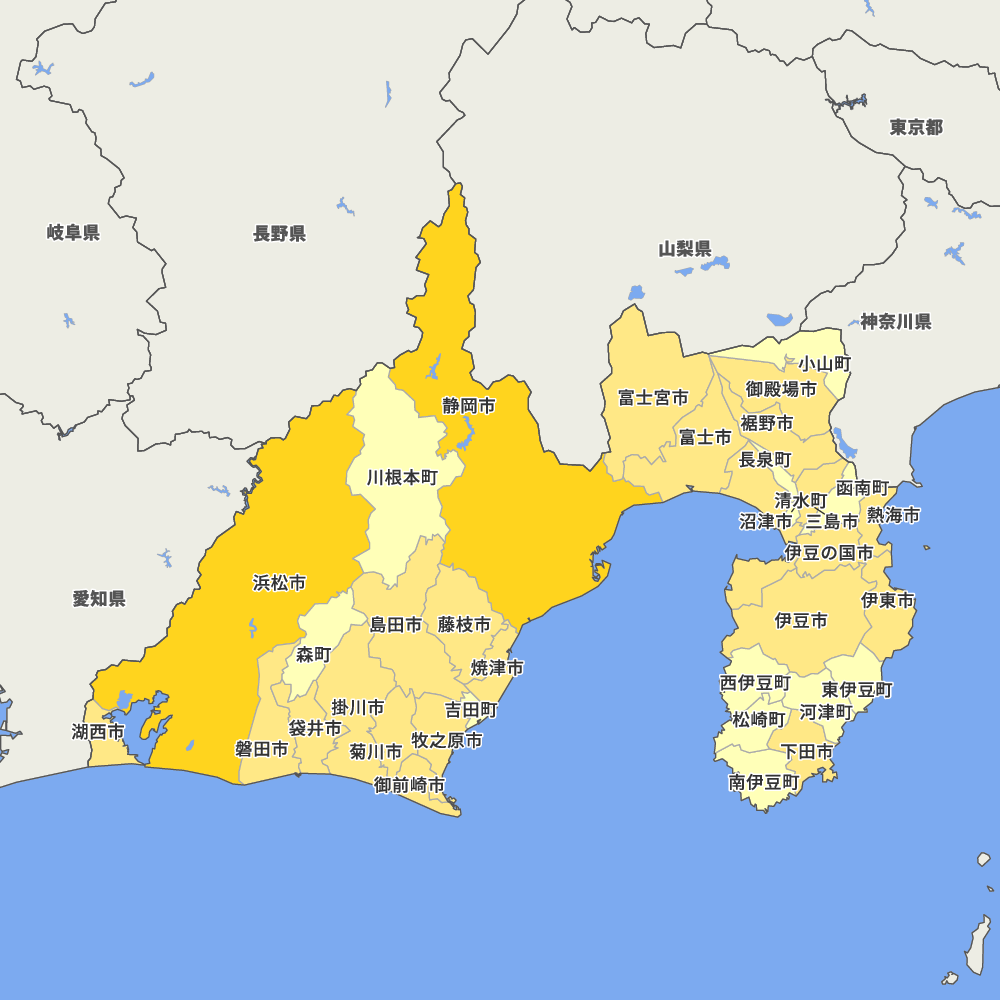 東京都
岐阜県
長野県
山梨県
神奈川県
小山町
御殿場市
富士宮市
静岡市
裾野市
富士市
長泉町
川根本町
函南町
清水町
熱海市
沼津市
三島市
伊豆の国市
浜松市
愛知県
伊東市
伊豆市
島田市
藤枝市
森町
焼津市
西伊豆町
東伊豆町
掛川市
吉田町
河津町
松崎町
袋井市
湖西市
牧之原市
磐田市
菊川市
下田市
御前崎市
南伊豆町